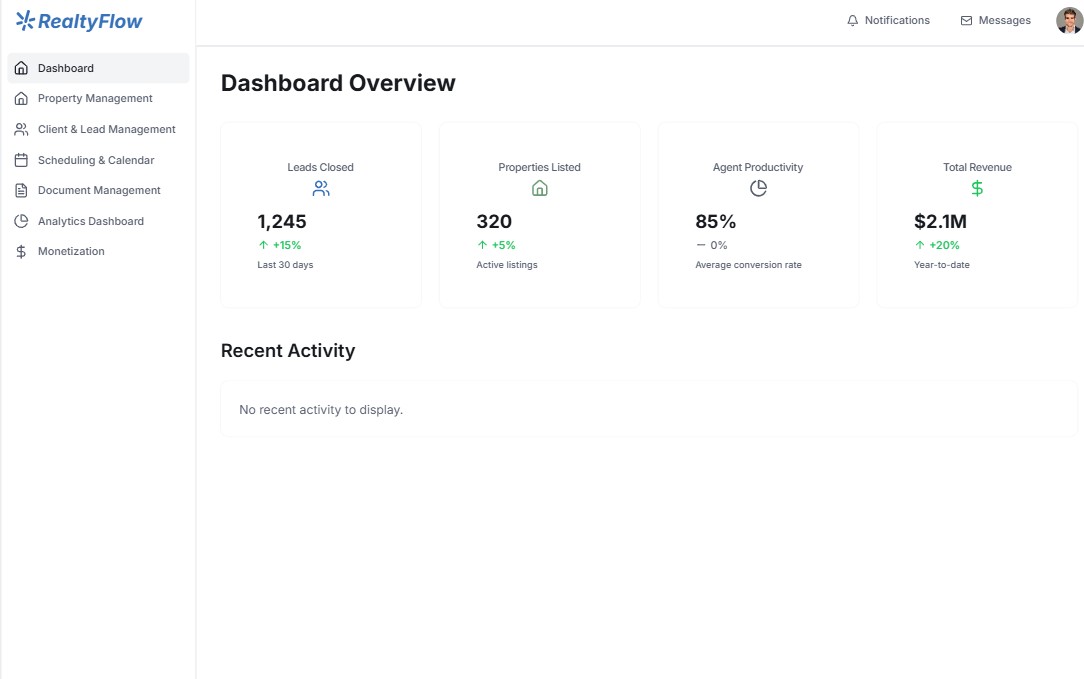 RealtyFlow
Notifications
Messages
Dashboard
Property Management
Client & Lead Management
Scheduling & Calendar
Document Management
Analytics Dashboard
Monetization
Dashboard Overview
Leads Closed
1,245
↑ +15%
Last 30 days
Properties Listed
320
↑ +5%
Active listings
Agent Productivity
85%
— 0%
Average conversion rate
Total Revenue
$2.1M
↑ +20%
Year-to-date
Recent Activity
No recent activity to display.